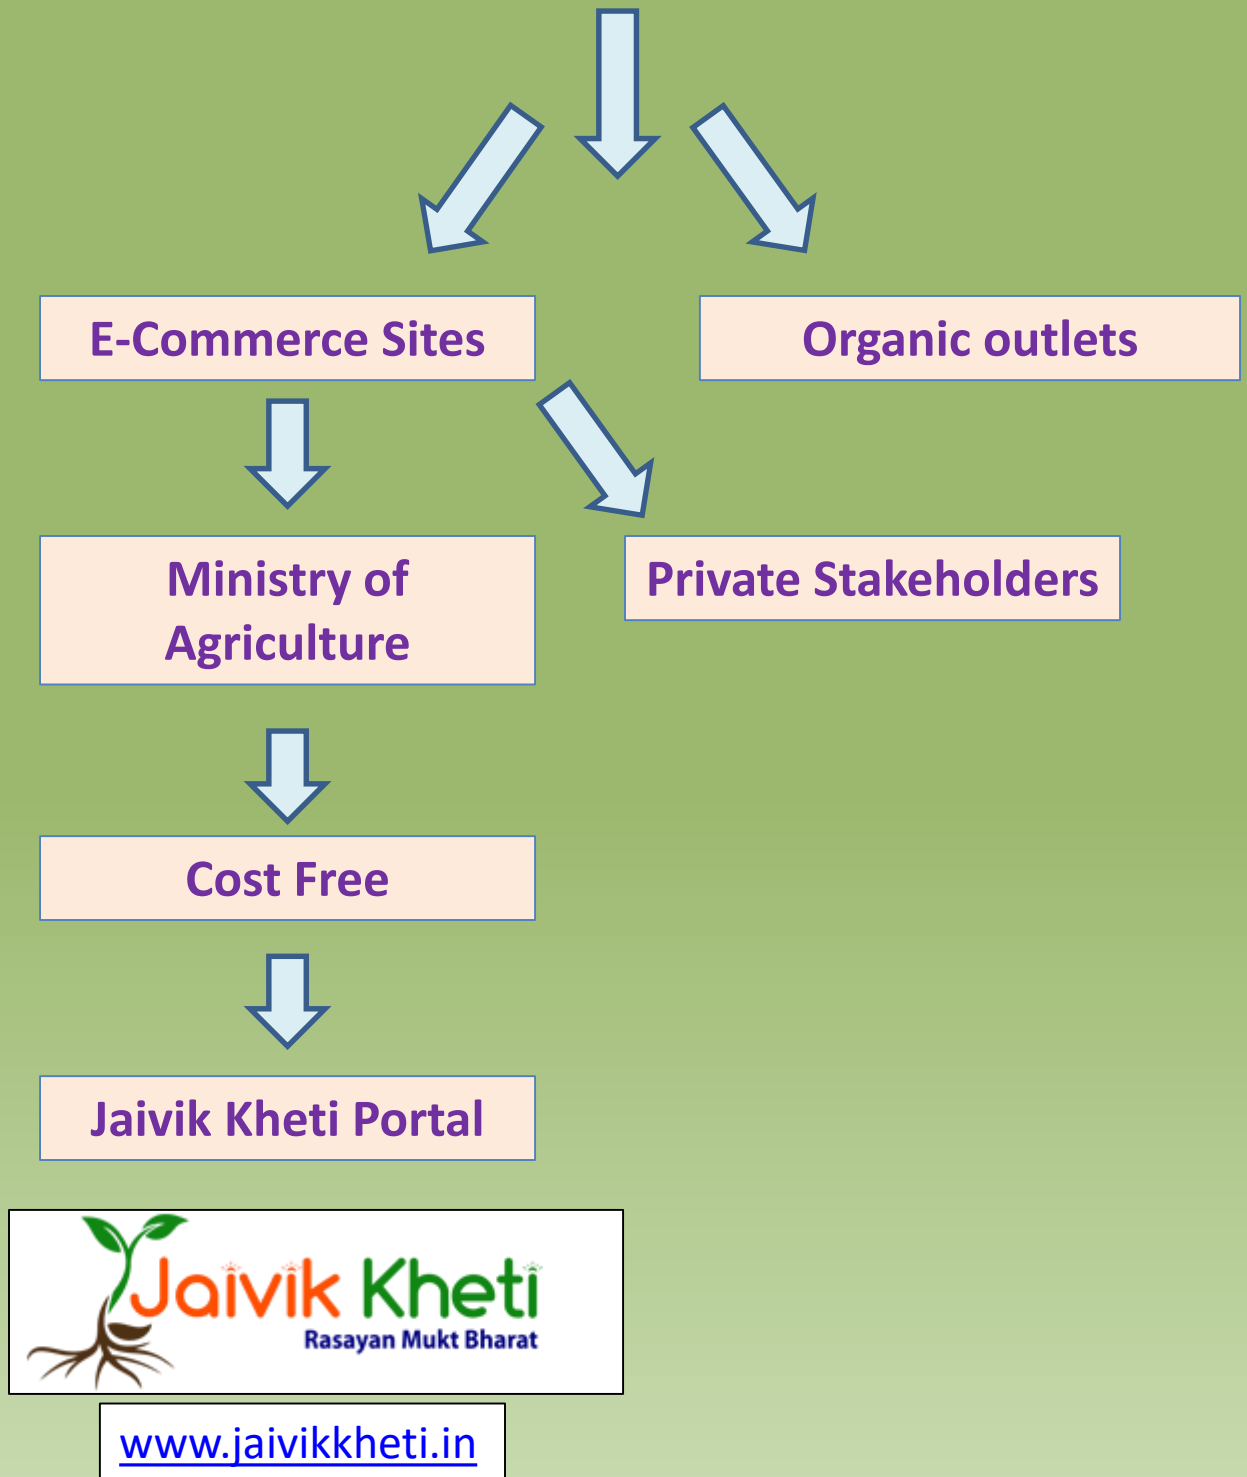 E-Commerce Sites
Organic outlets
Ministry of
Agriculture
Private Stakeholders
Cost Free
Jaivik Kheti Portal
Jaivik Kheti
Rasayan Mukt Bharat
www.jaivikkheti.in